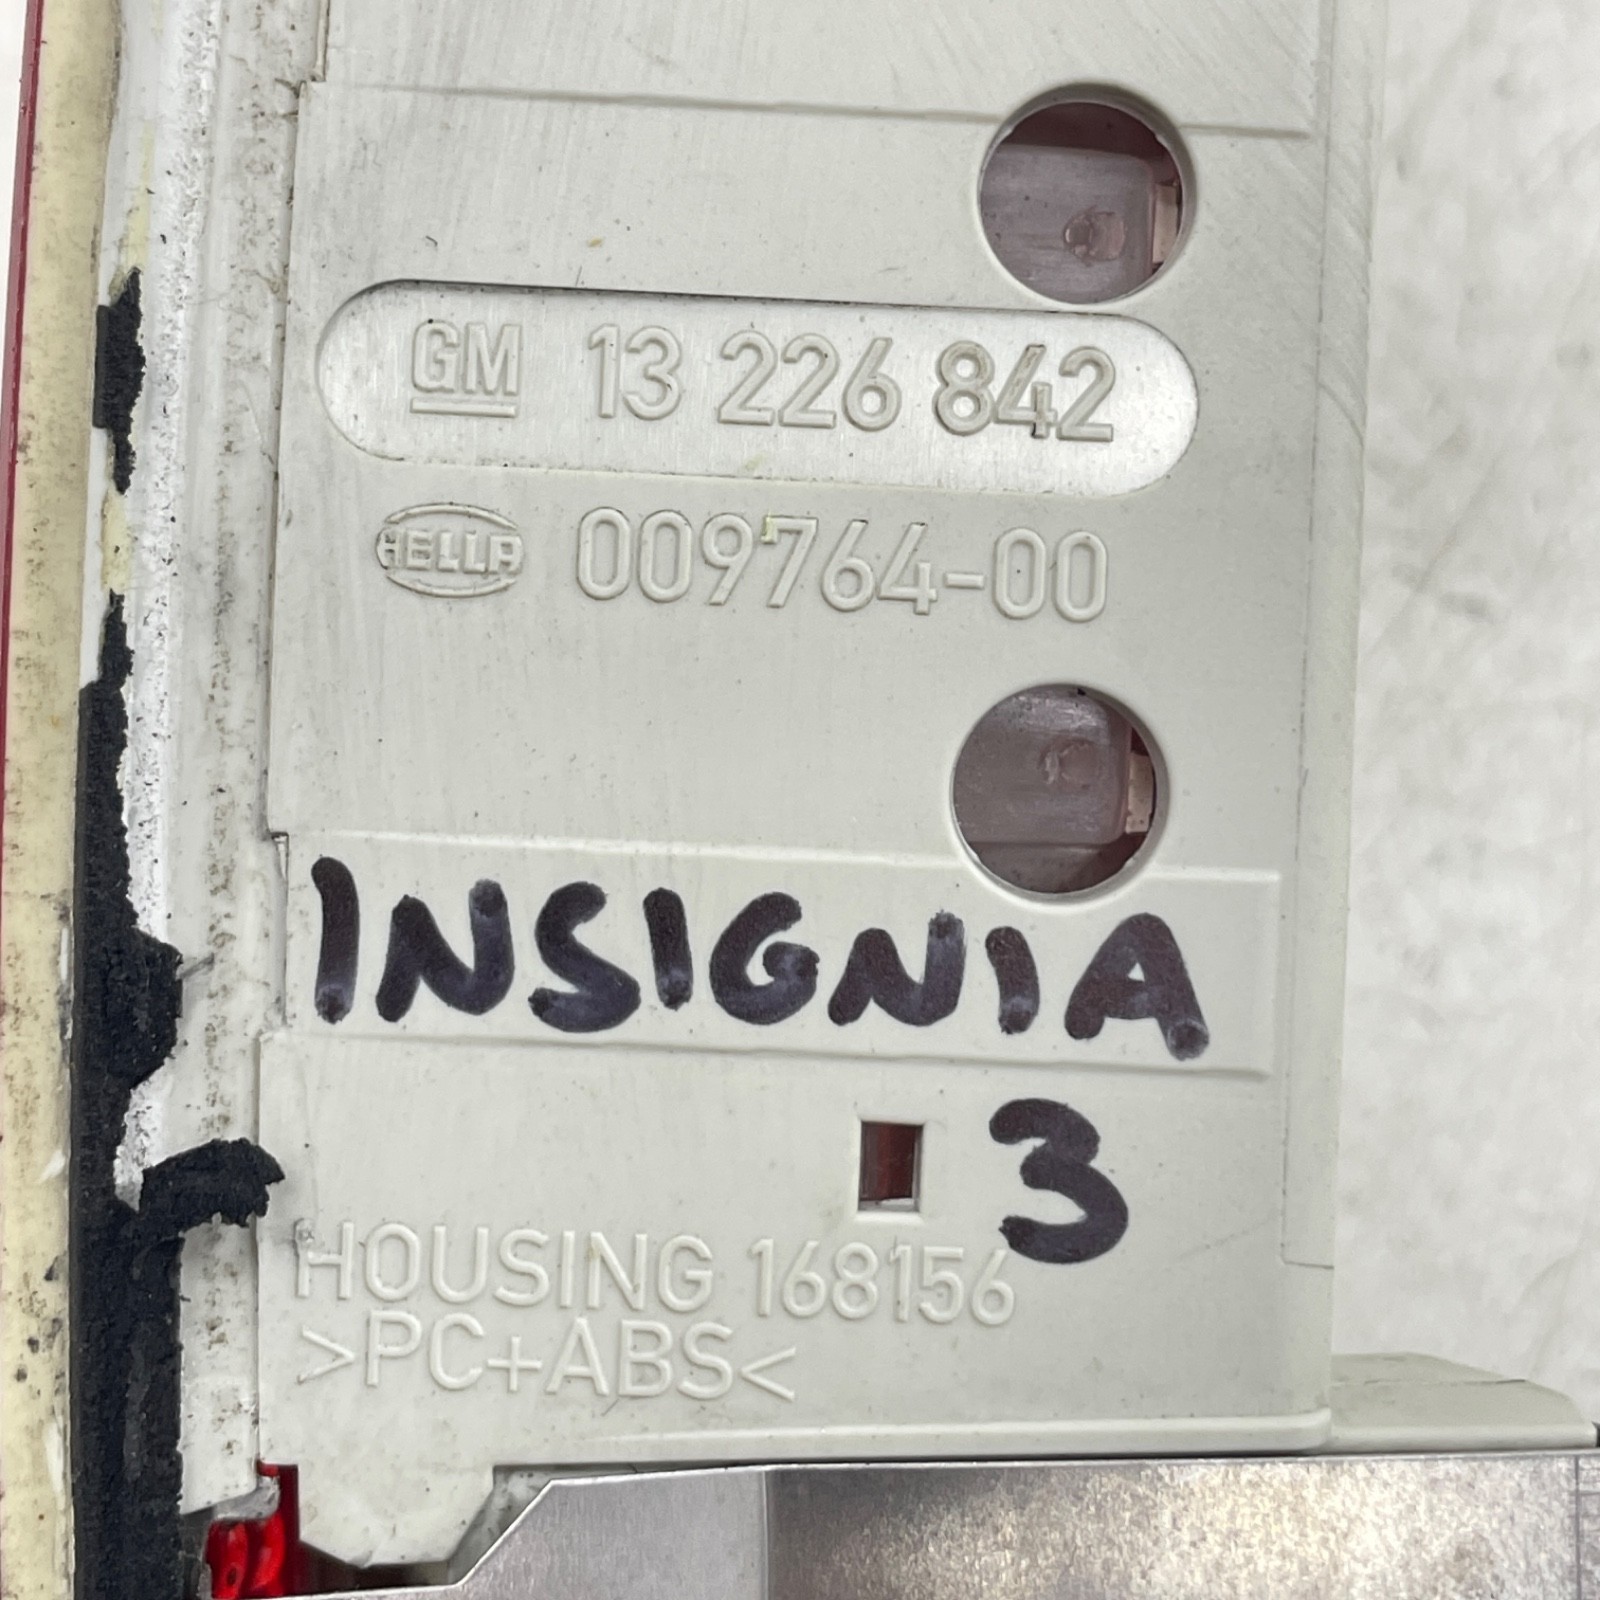 GM 13 226 842
HELLA 009764-00
INSIGNIA
3
HOUSING 168156
>PC+ABS<